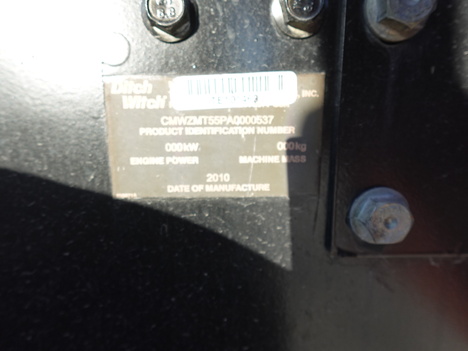 Ditch
Witch
INC.
CMWZMT55PA0000537
PRODUCT IDENTIFICATION NUMBER
000kW. 000kg
ENGINE POWER MACHINE MASS
2010
DATE OF MANUFACTURE